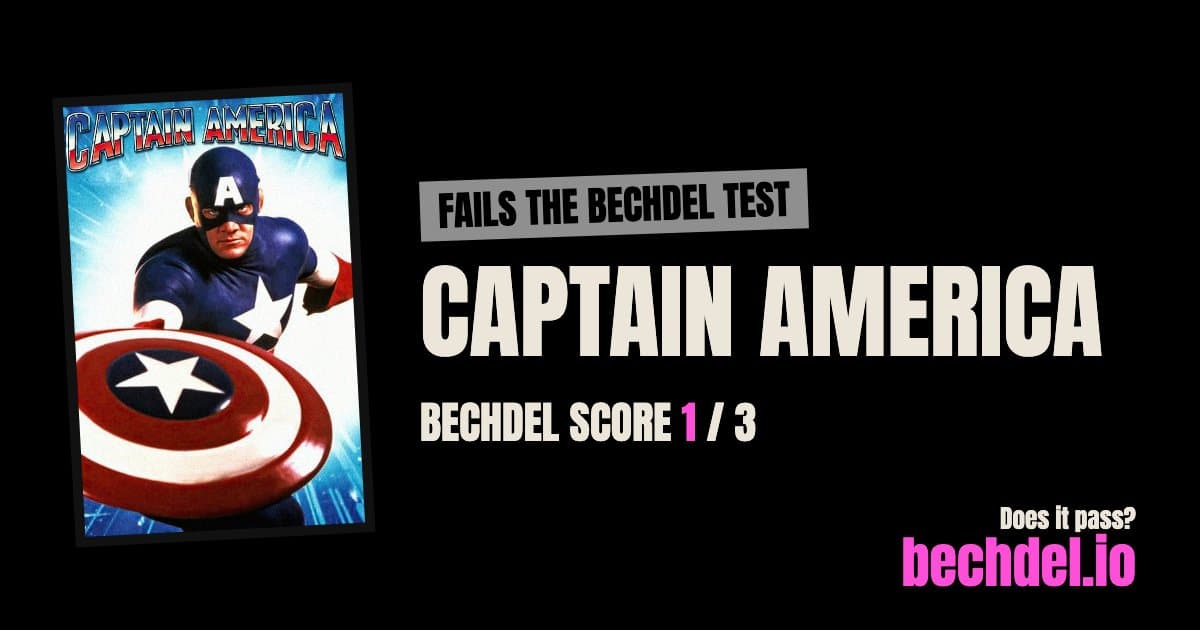 CAPTAIN AMERICA
A
FAILS THE BECHDEL TEST
CAPTAIN AMERICA
BECHDEL SCORE 1 / 3
Does it pass?
bechdel.io